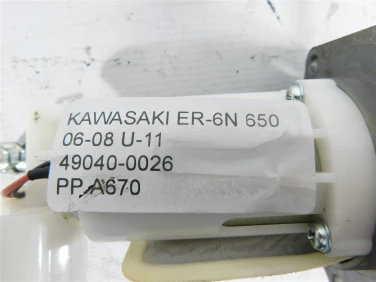 KAWASAKI ER-6N 650
06-08 U-11
49040-0026
PP A670